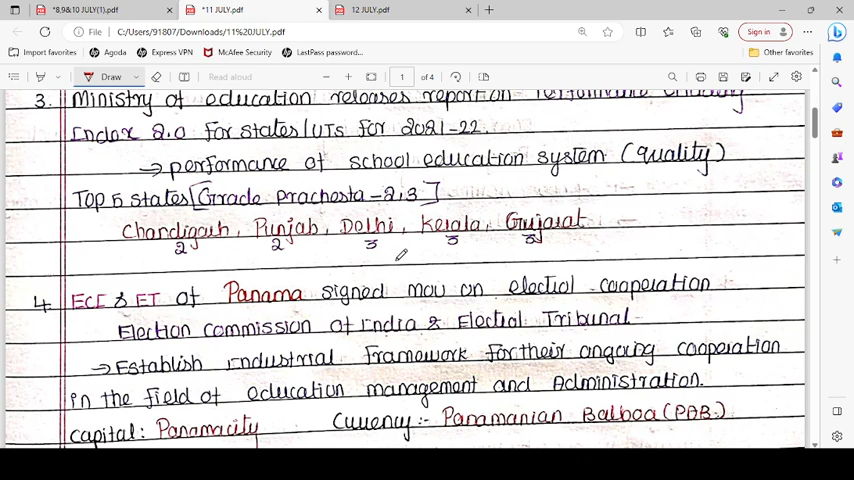 *8,9&10 JULY(1).pdf
*11 JULY.pdf
12 JULY.pdf
File
C:/Users/91807/Downloads/11%20JULY.pdf
Sign in
Import favorites
Agoda
Express VPN
McAfee Security
LastPass password...
Other favorites
Draw
Read aloud
1
of 4
3. Ministry of education releases report on Performance Grading
Index 2.0 for states/UTs for 2021-22.
→ performance of school education system (quality)
Top 5 states [Grade prachesta - 2,3]
Chandigarh, Punjab, Delhi, Kerala, Gujarat
2 2 3 3 3
4. ECI & ET of Panama signed mou on electiol cooperation
Election commission of India & Electiol Tribunal
→ Establish industrial framework for their ongoing cooperation
in the field of education management and Administration.
capital: Panamacity Currency:- Panamanian Balboa (PAB.)